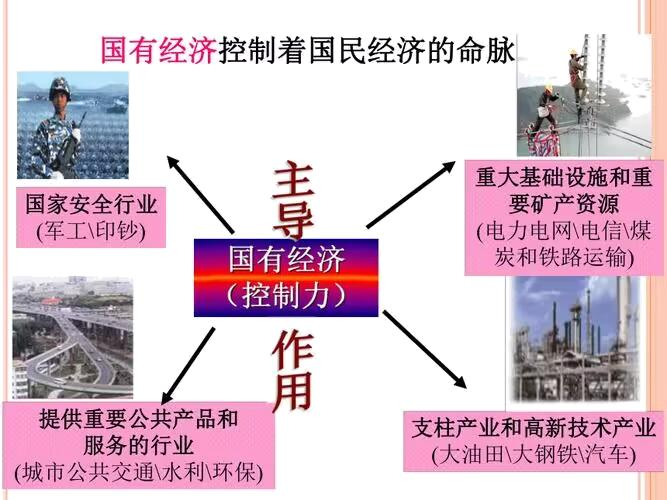 国有经济控制着国民经济的命脉
国家安全行业
(军工\印钞)
重大基础设施和重
要矿产资源
(电力电网\电信\煤
炭和铁路运输)
主导
国有经济
（控制力）
作用
提供重要公共产品和
服务的行业
(城市公共交通\水利\环保)
支柱产业和高新技术产业
(大油田\大钢铁\汽车)